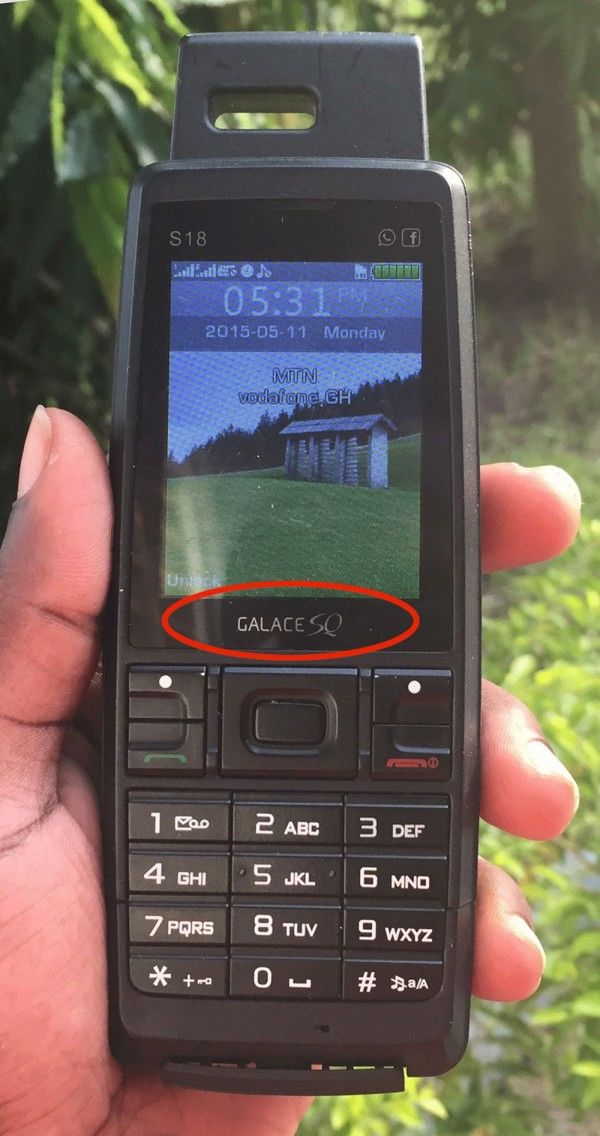 S18
05:31 PM
2015-05-11 Monday
MTN
vodafone GH
Unlock
GALACE SQ
1
2 ABC
3 DEF
4 GHI
5 JKL
6 MNO
7 PQRS
8 TUV
9 WXYZ
* +
0
# a/A